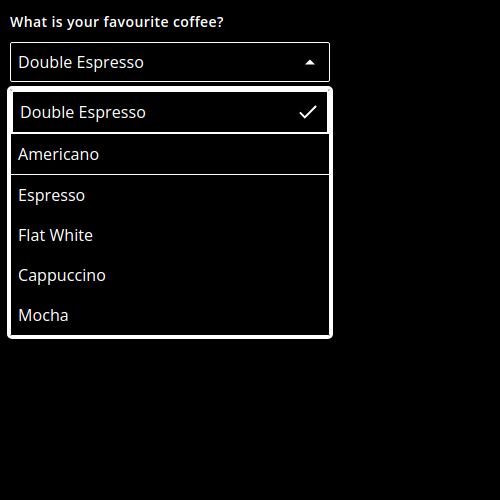 What is your favourite coffee?
Double Espresso
Double Espresso
Americano
Espresso
Flat White
Cappuccino
Mocha